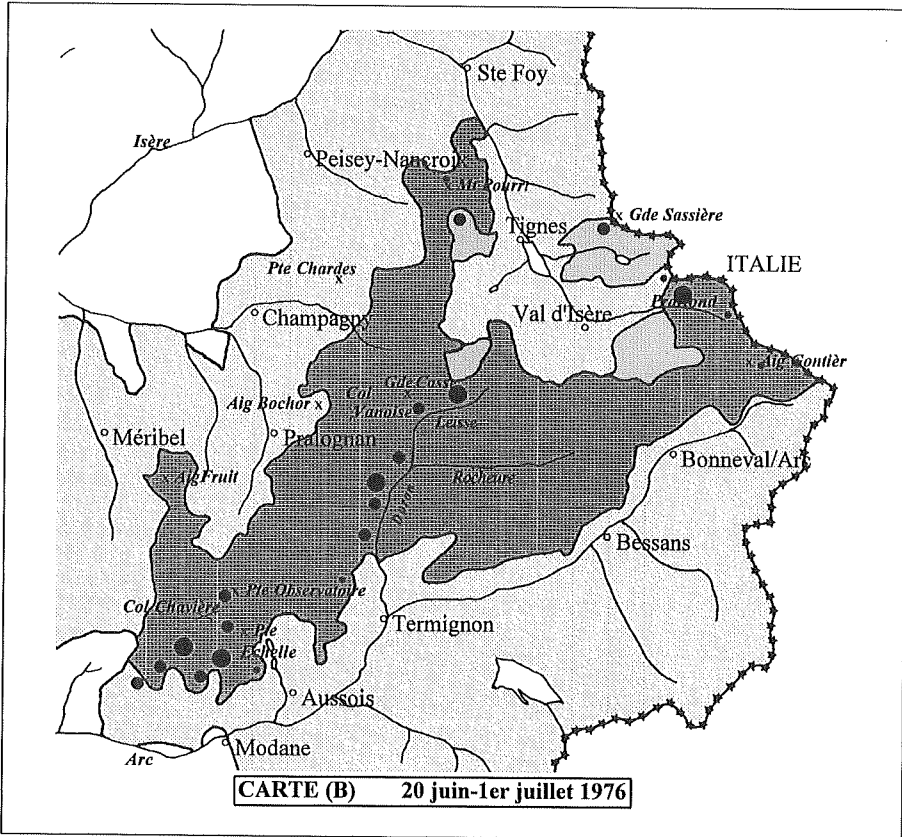 Ste Foy
Isère
Peisey-Nancroix
Mt Pourri
Gde Sassière
Tignes
ITALIE
Pte Chardes
Champagny
Val d'Isère
Aig Gontièr
Gde Casse
Col
Vanoise
Aig Bochor
Leisse
Méribel
Pralognan
Bonneval/Arc
Aig Fruit
Rocheure
Doron
Bessans
Pte Observatoire
Col Chavière
Pte
Echelle
Termignon
Aussois
Modane
Arc
CARTE (B) 20 juin-1er juillet 1976